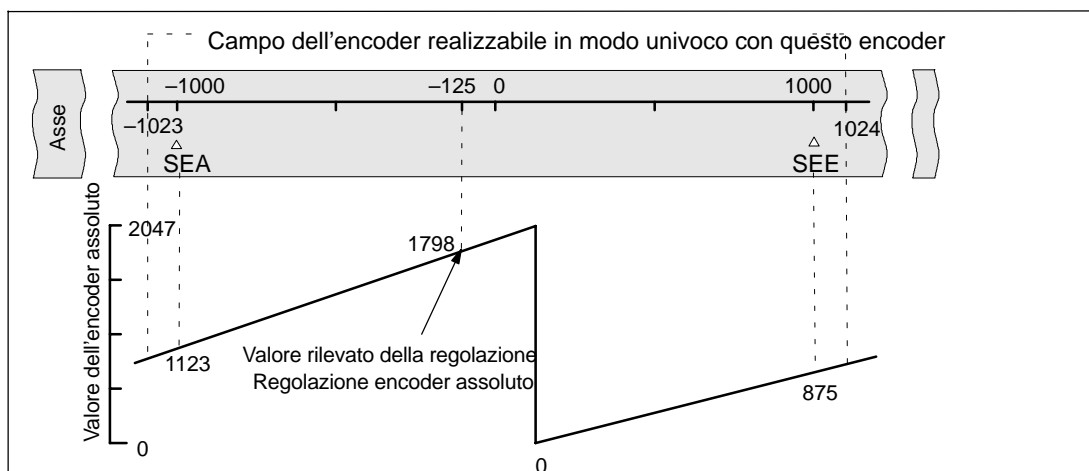 Campo dell'encoder realizzabile in modo univoco con questo encoder
Asse
–1000
–125
0
1000
–1023
1024
SEA
SEE
Valore dell'encoder assoluto
2047
1798
1123
Valore rilevato della regolazione
Regolazione encoder assoluto
875
0
0